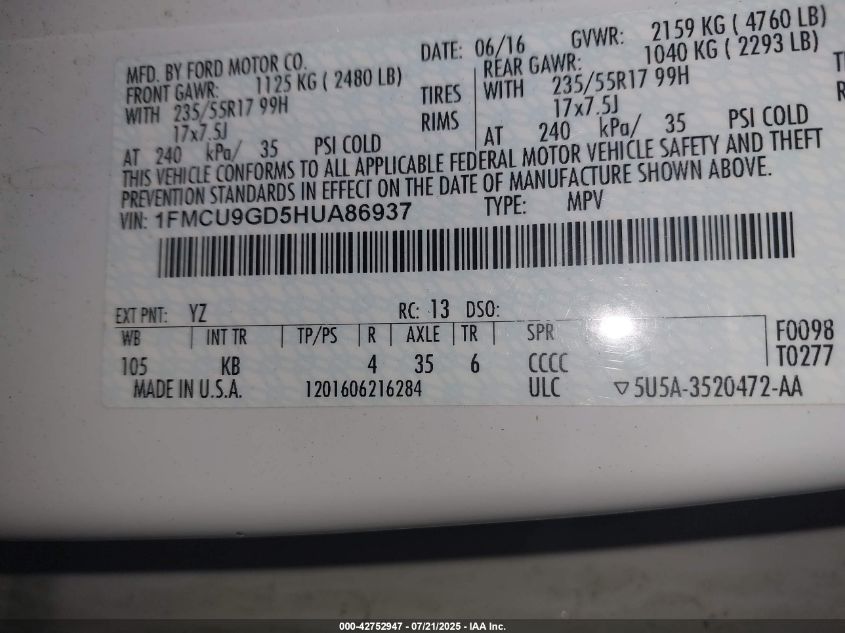 MFD. BY FORD MOTOR CO.
DATE: 06/16 GVWR: 2159 KG ( 4760 LB)
FRONT GAWR: 1125 KG ( 2480 LB)
REAR GAWR: 1040 KG ( 2293 LB)
WITH 235/55R17 99H TIRES
WITH 235/55R17 99H
17x7.5J RIMS
17x7.5J
AT 240 kPa/ 35 PSI COLD
AT 240 kPa/ 35 PSI COLD
THIS VEHICLE CONFORMS TO ALL APPLICABLE FEDERAL MOTOR VEHICLE SAFETY AND THEFT
PREVENTION STANDARDS IN EFFECT ON THE DATE OF MANUFACTURE SHOWN ABOVE.
VIN: 1FMCU9GD5HUA86937 TYPE: MPV
EXT PNT: YZ RC: 13 DSO:
WB INT TR TP/PS R AXLE TR SPR F0098
105 KB 4 35 6 CCCC T0277
MADE IN U.S.A. 1201606216284 ULC ▽5U5A-3520472-AA
000-42752947 - 07/21/2025 - IAA Inc.